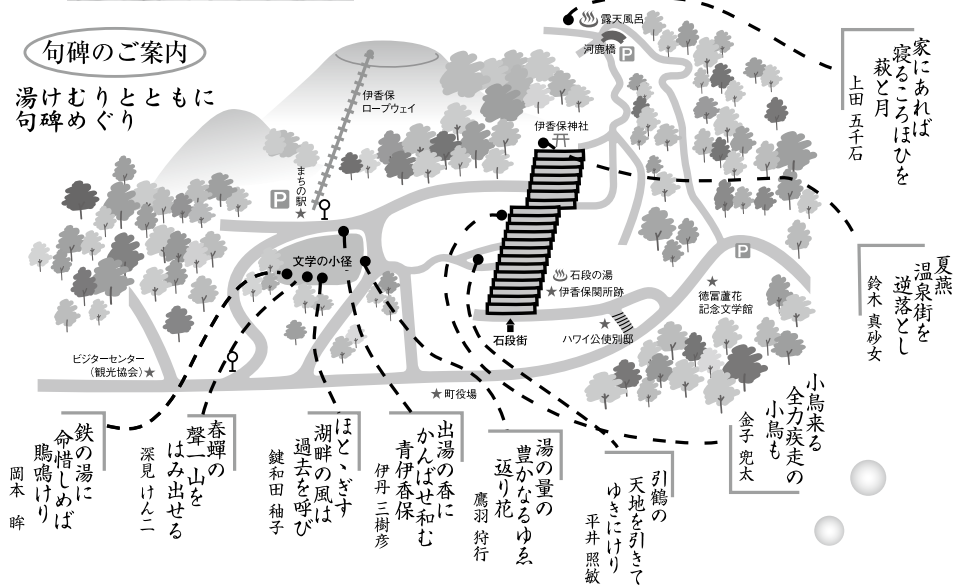 句碑のご案内
湯けむりとともに
句碑めぐり
露天風呂
河鹿橋
P
伊香保
ロープウェイ
伊香保神社
P
まちの駅
文学の小径
石段の湯
伊香保関所跡
P
徳冨蘆花
記念文学館
石段街
ハワイ公使別邸
ビジターセンター
(観光協会)
町役場
家にあれば
寝るころほひを
萩と月
上田 五千石
夏燕
温泉街を
逆落とし
鈴木 真砂女
小鳥来る
全力疾走の
小鳥も
金子 兜太
引鶴の
天地を引きて
ゆきにけり
平井 照敏
湯の量の
豊かなるゆゑ
返り花
鷹羽 狩行
出湯の香に
かんばせ和む
青伊香保
伊丹 三樹彦
ほとゝぎす
湖畔の風は
過去を呼び
鍵和田 秞子
春蟬の
聲一山を
はみ出せる
深見 けん二
鉄の湯に
命惜しめば
鵙鳴けり
岡本 眸